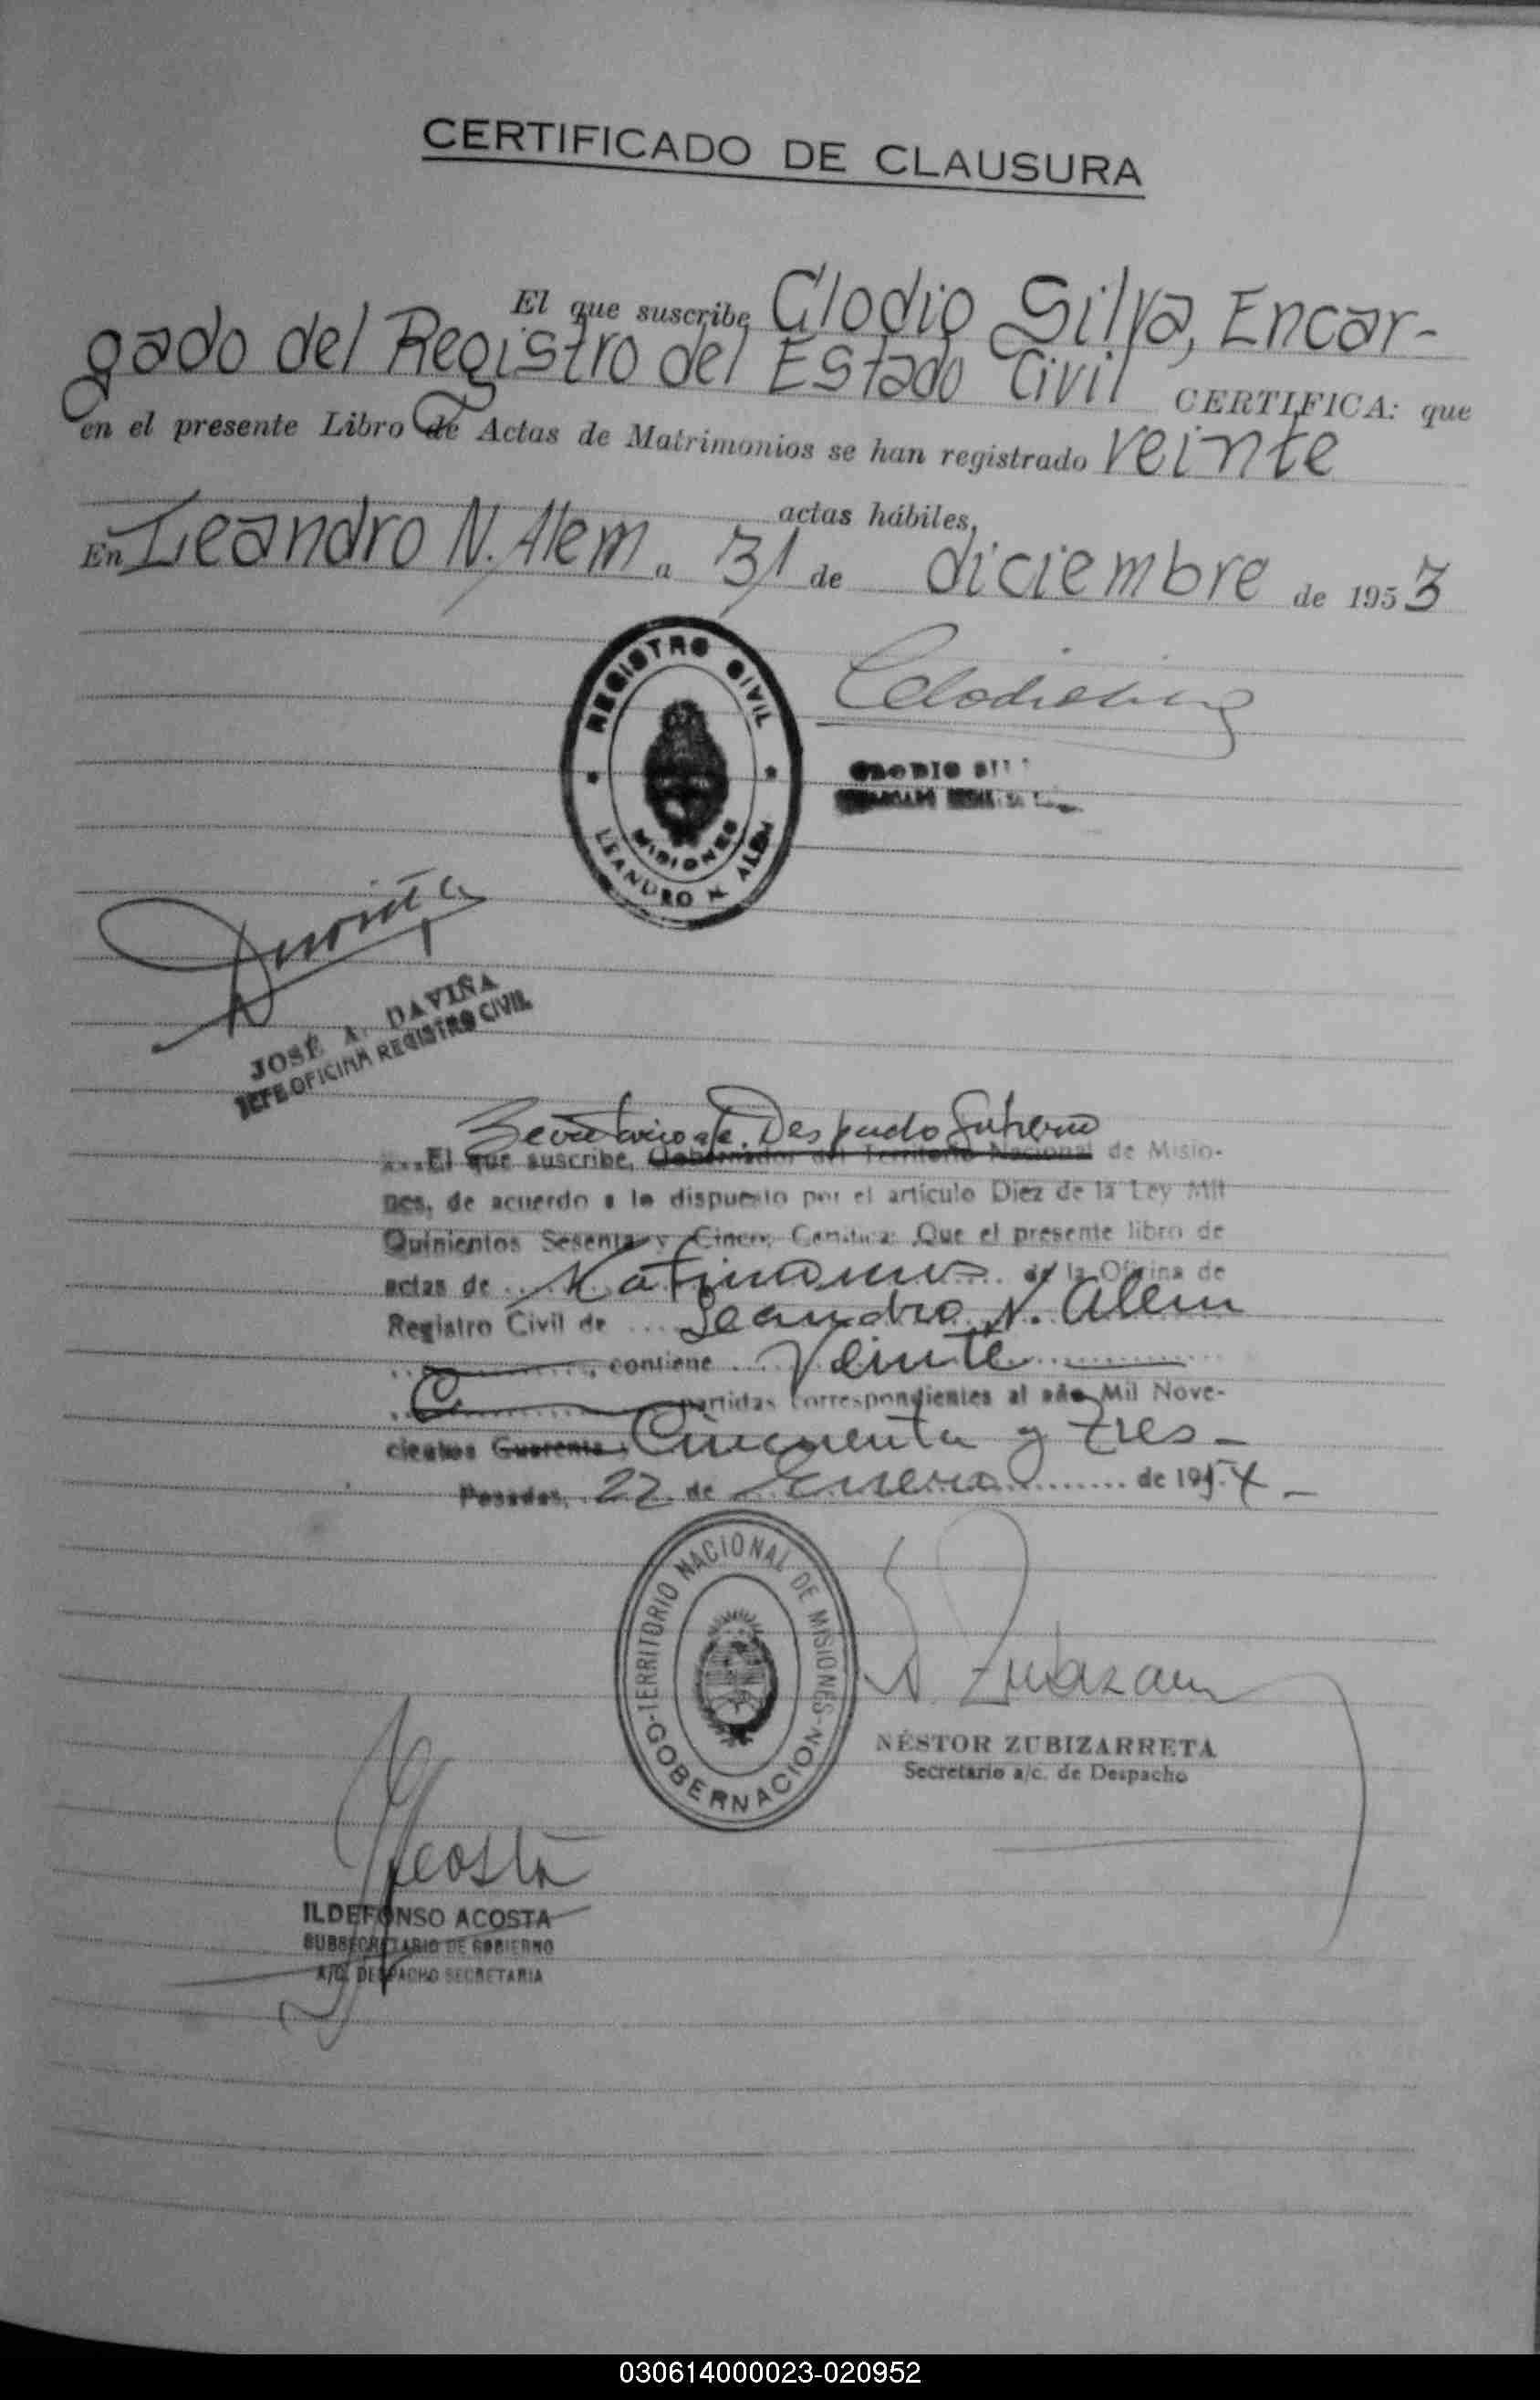 CERTIFICADO DE CLAUSURA
El que suscribe Clodio Silva, Encar-
gado del Registro del Estado Civil CERTIFICA: que
en el presente Libro de Actas de Matrimonios se han registrado veinte
actas hábiles,
En Leandro N. Alem a 31 de diciembre de 1953
REGISTRO CIVIL
MISIONES
LEANDRO N ALEM
CLODIO
JOSÉ A. DAVIÑA
JEFE OFICINA REGISTRO CIVIL
Secretario a/c. Despacho
El que suscribe, Gobernador del Territorio Nacional de Misio-
nes, de acuerdo a lo dispuesto por el artículo Diez de la Ley Mil
Quinientos Sesenta y Cinco, Certifica: Que el presente libro de
actas de Matrimonios de la Oficina de
Registro Civil de Leandro N. Alem
, contiene Veinte
partidas correspondientes al año Mil Nove-
cientos Cuarenta Cincuenta y tres -
Posadas, 22 de Enero de 1954 -
TERRITORIO NACIONAL DE MISIONES
GOBERNACION
NÉSTOR ZUBIZARRETA
Secretario a/c. de Despacho
Acosta
ILDEFONSO ACOSTA
SUBSECRETARIO DE GOBIERNO
A/C. DESPACHO SECRETARIA
030614000023-020952